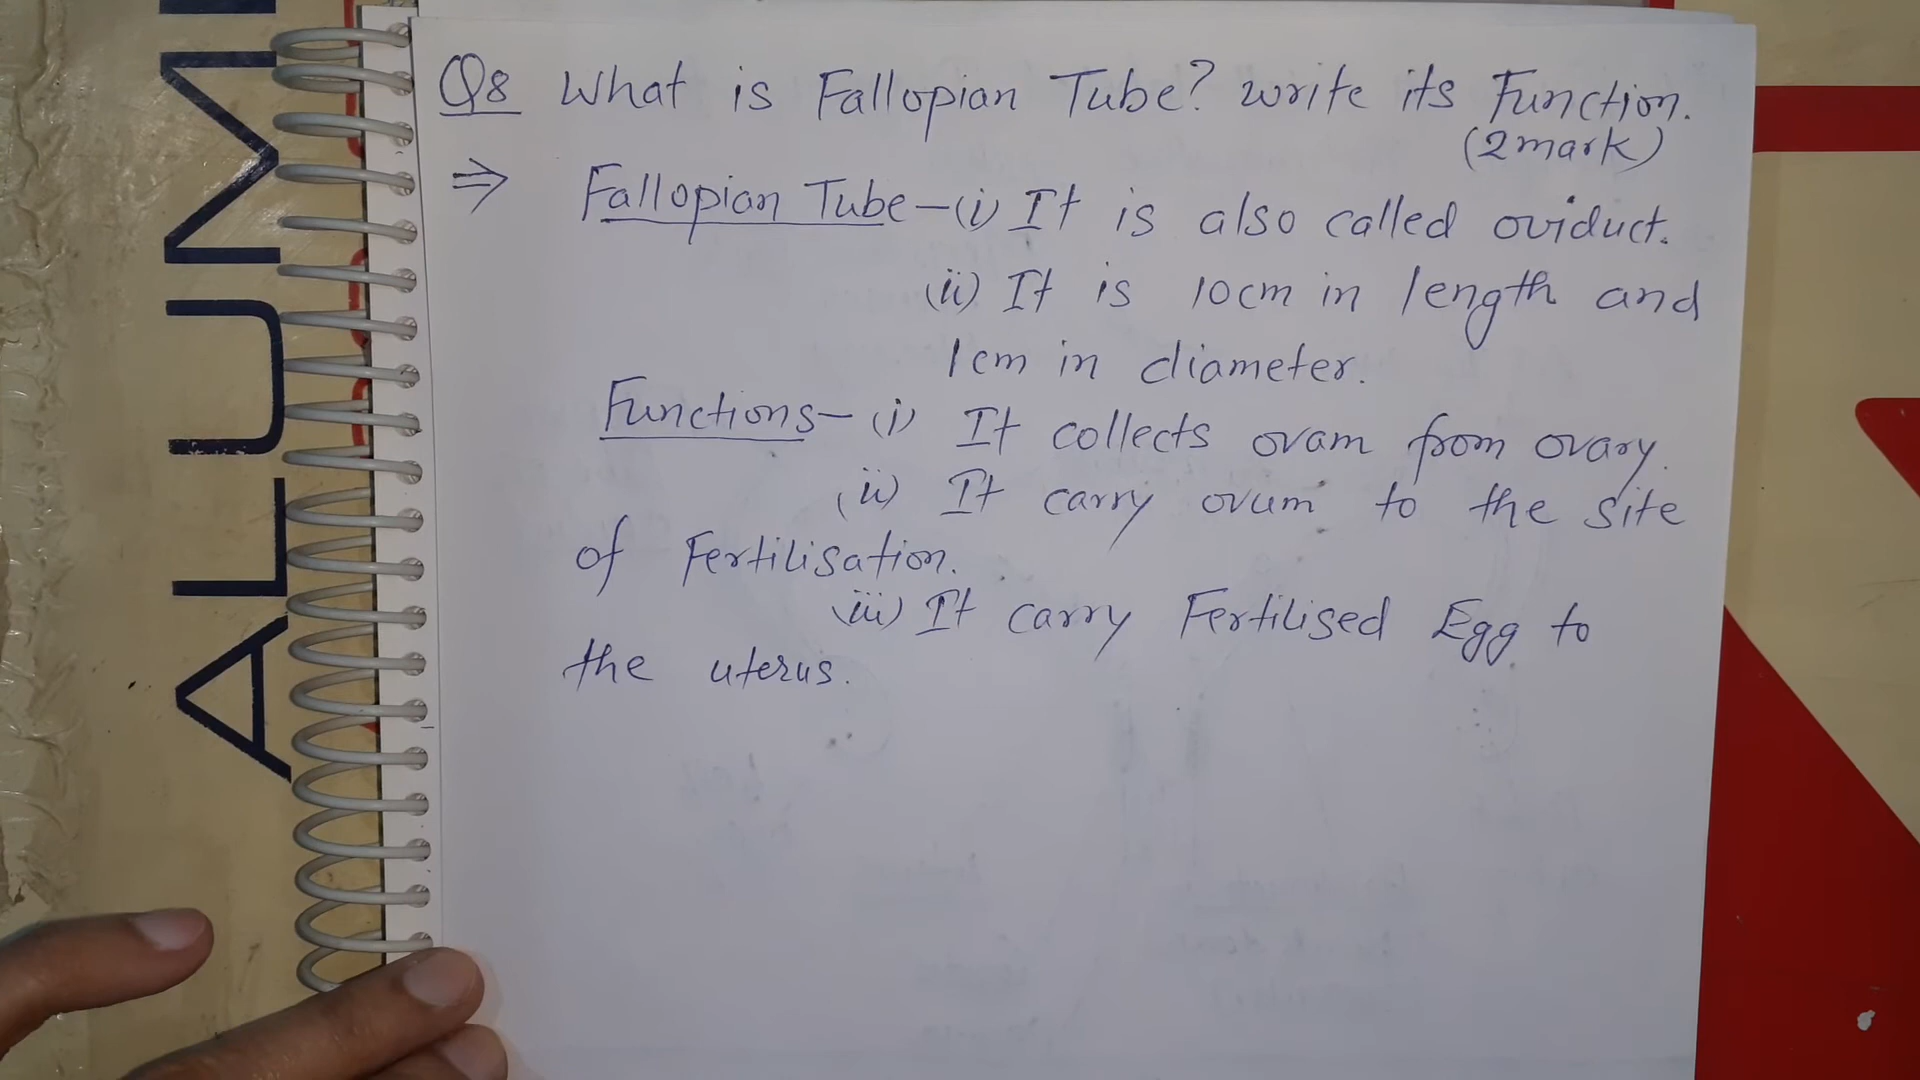 ALUMI
Q8 What is Fallopian Tube? write its Function.
(2mark)
⇒ Fallopian Tube-(i) It is also called oviduct.
(ii) It is 10cm in length and
1cm in diameter.
Functions- (i) It collects ovam from ovary.
(ii) It carry ovum to the site
of Fertilisation.
(iii) It carry Fertilised Egg to
the uterus.